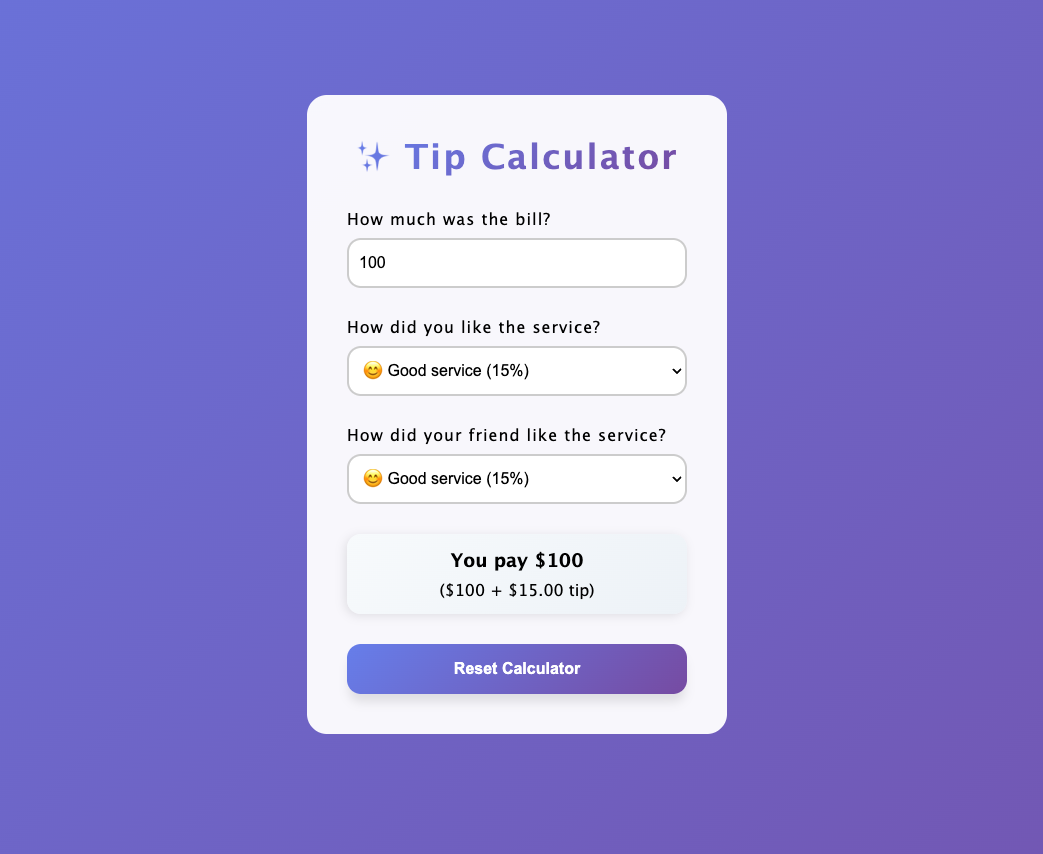 ✨ Tip Calculator
How much was the bill?
100
How did you like the service?
😊 Good service (15%)
How did your friend like the service?
😊 Good service (15%)
You pay $100
($100 + $15.00 tip)
Reset Calculator